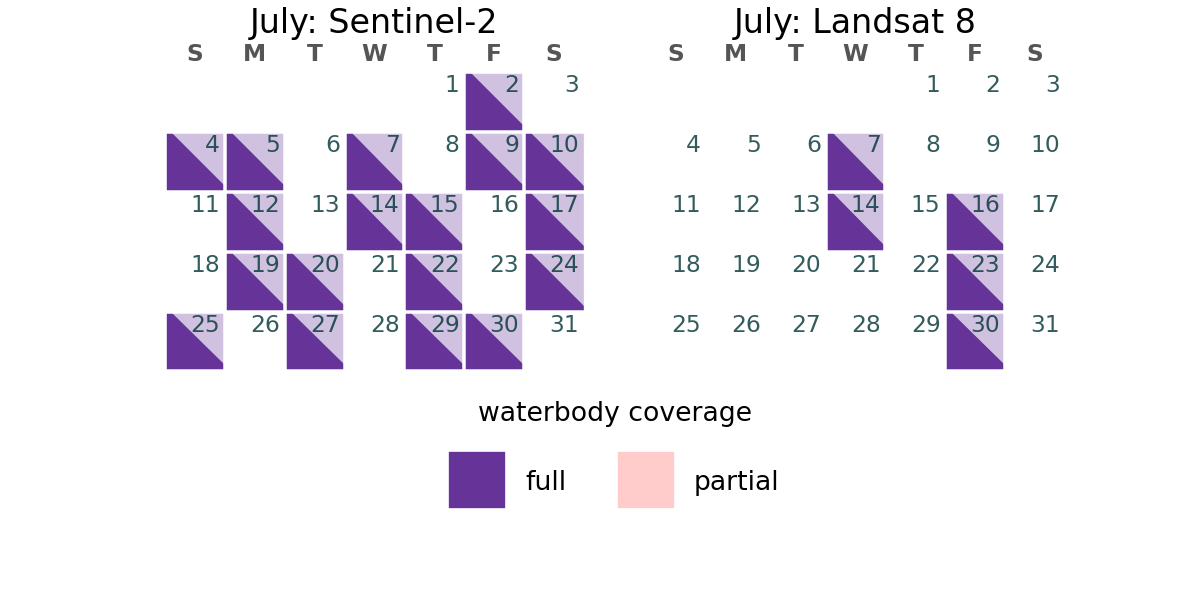 July: Sentinel-2
S M T W T F S
1 2 3
4 5 6 7 8 9 10
11 12 13 14 15 16 17
18 19 20 21 22 23 24
25 26 27 28 29 30 31
July: Landsat 8
S M T W T F S
1 2 3
4 5 6 7 8 9 10
11 12 13 14 15 16 17
18 19 20 21 22 23 24
25 26 27 28 29 30 31
waterbody coverage
full partial